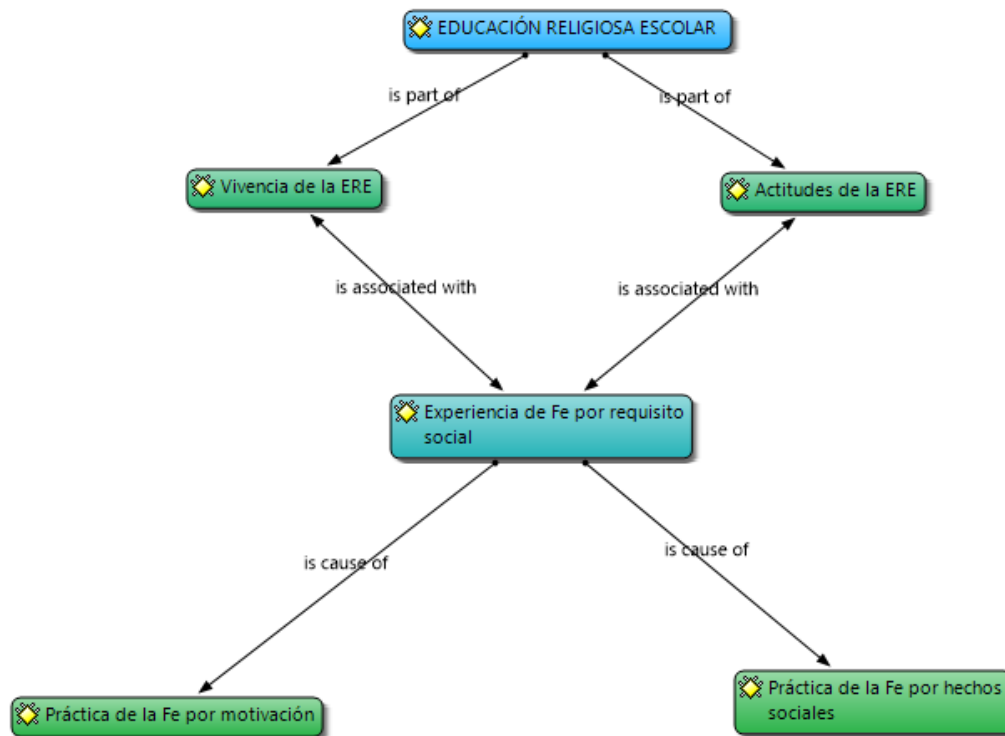 EDUCACIÓN RELIGIOSA ESCOLAR
is part of
is part of
Vivencia de la ERE
Actitudes de la ERE
is associated with
is associated with
Experiencia de Fe por requisito
social
is cause of
is cause of
Práctica de la Fe por motivación
Práctica de la Fe por hechos
sociales